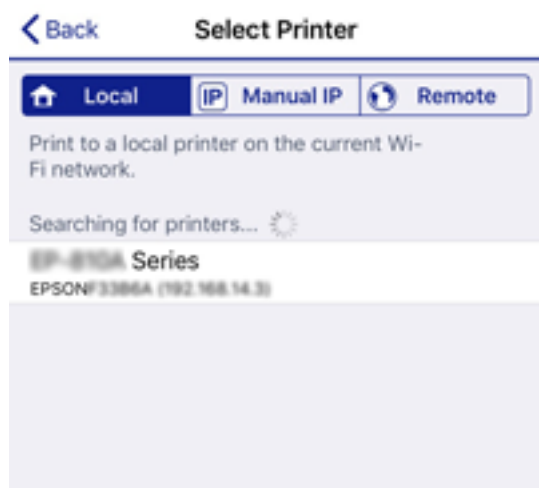 Back Select Printer
Local IP Manual IP Remote
Print to a local printer on the current Wi-
Fi network.
Searching for printers...
Series
EPSON